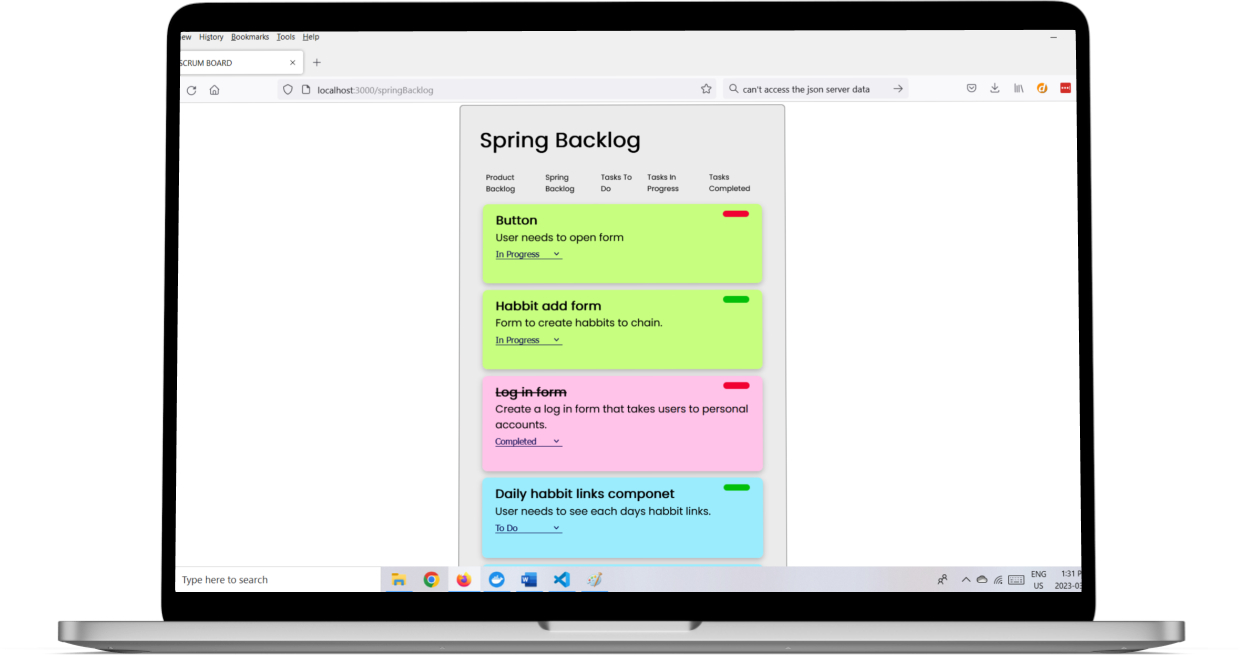 ew History Bookmarks Tools Help
SCRUM BOARD
localhost:3000/springBacklog
can't access the json server data
Spring Backlog
Product Backlog
Spring Backlog
Tasks To Do
Tasks In Progress
Tasks Completed
Button
User needs to open form
In Progress
Habbit add form
Form to create habbits to chain.
In Progress
Log in form
Create a log in form that takes users to personal
accounts.
Completed
Daily habbit links componet
User needs to see each days habbit links.
To Do
Type here to search
ENG
US
1:31 P
2023-03